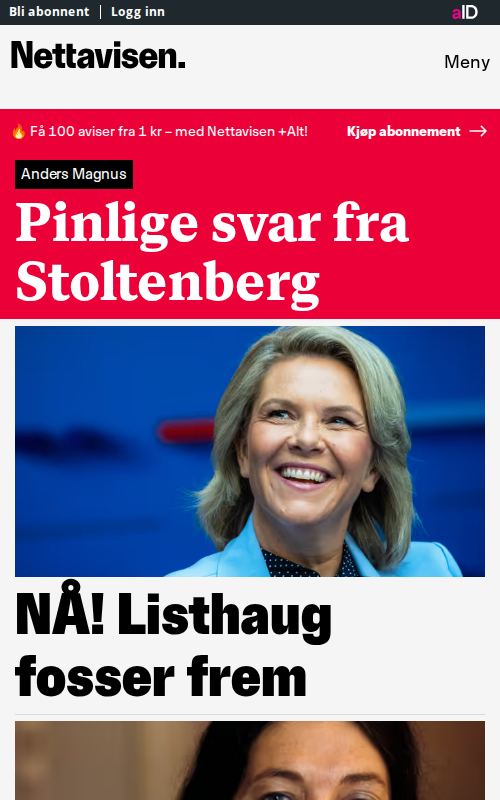 Bli abonnent | Logg inn
aID
Nettavisen.
Meny
🔥 Få 100 aviser fra 1 kr – med Nettavisen +Alt!
Kjøp abonnement →
Anders Magnus
Pinlige svar fra
Stoltenberg
NÅ! Listhaug
fosser frem